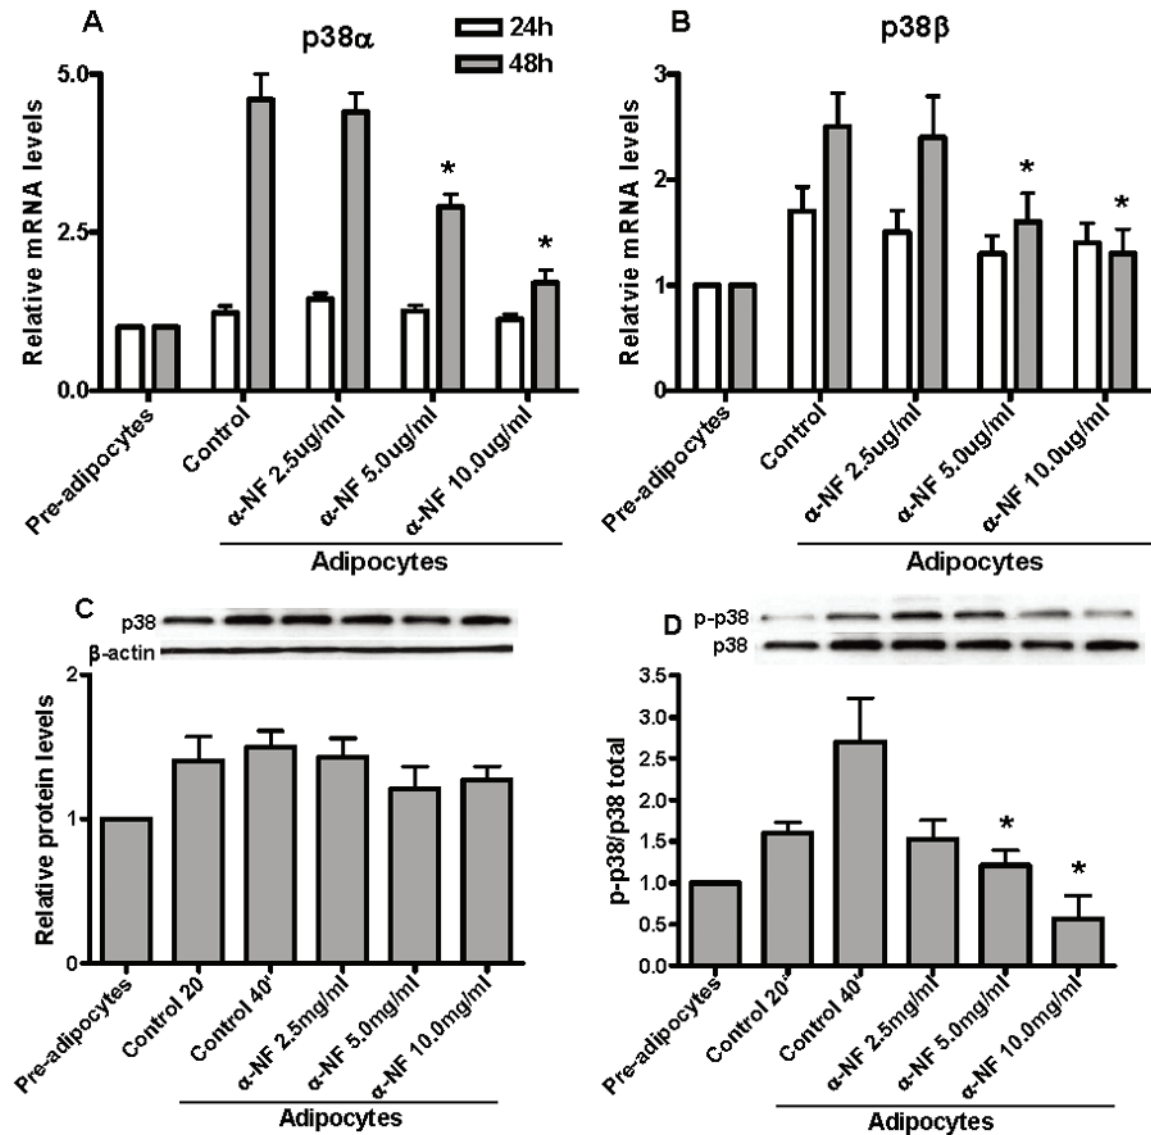 A
p38α
24h
48h
Relative mRNA levels
5.0
2.5
0.0
*
*
Pre-adipocytes
Control
α-NF 2.5ug/ml
α-NF 5.0ug/ml
α-NF 10.0ug/ml
Adipocytes
B
p38β
Relatvie mRNA levels
3
2
1
0
*
*
Pre-adipocytes
Control
α-NF 2.5ug/ml
α-NF 5.0ug/ml
α-NF 10.0ug/ml
Adipocytes
C
p38
β-actin
Relative protein levels
2
1
0
Pre-adipocytes
Control 20'
Control 40'
α-NF 2.5mg/ml
α-NF 5.0mg/ml
α-NF 10.0mg/ml
Adipocytes
D
p-p38
p38
p-p38/p38 total
3.5
3.0
2.5
2.0
1.5
1.0
0.5
0.0
*
*
Pre-adipocytes
Control 20'
Control 40'
α-NF 2.5mg/ml
α-NF 5.0mg/ml
α-NF 10.0mg/ml
Adipocytes